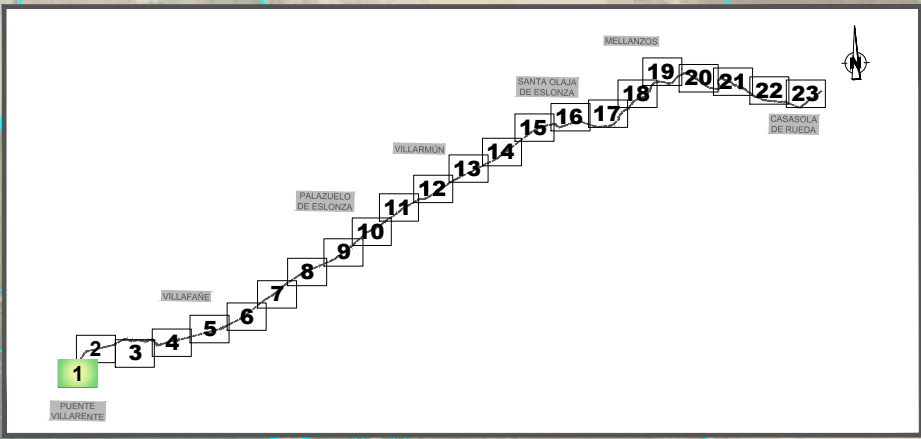 MELLANZOS
N
19
20
21
22
23
SANTA OLAJA
DE ESLONZA
18
17
16
15
CASASOLA
DE RUEDA
VILLARMÚN
14
13
12
PALAZUELO
DE ESLONZA
11
10
9
8
7
VILLAFAÑE
6
5
4
3
2
1
PUENTE
VILLARENTE